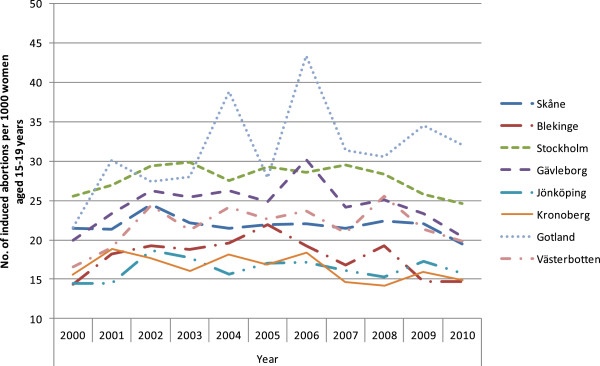 No. of induced abortions per 1000 women
aged 15-19 years
50
45
40
35
30
25
20
15
10
2000 2001 2002 2003 2004 2005 2006 2007 2008 2009 2010
Year
Skåne
Blekinge
Stockholm
Gävleborg
Jönköping
Kronoberg
Gotland
Västerbotten